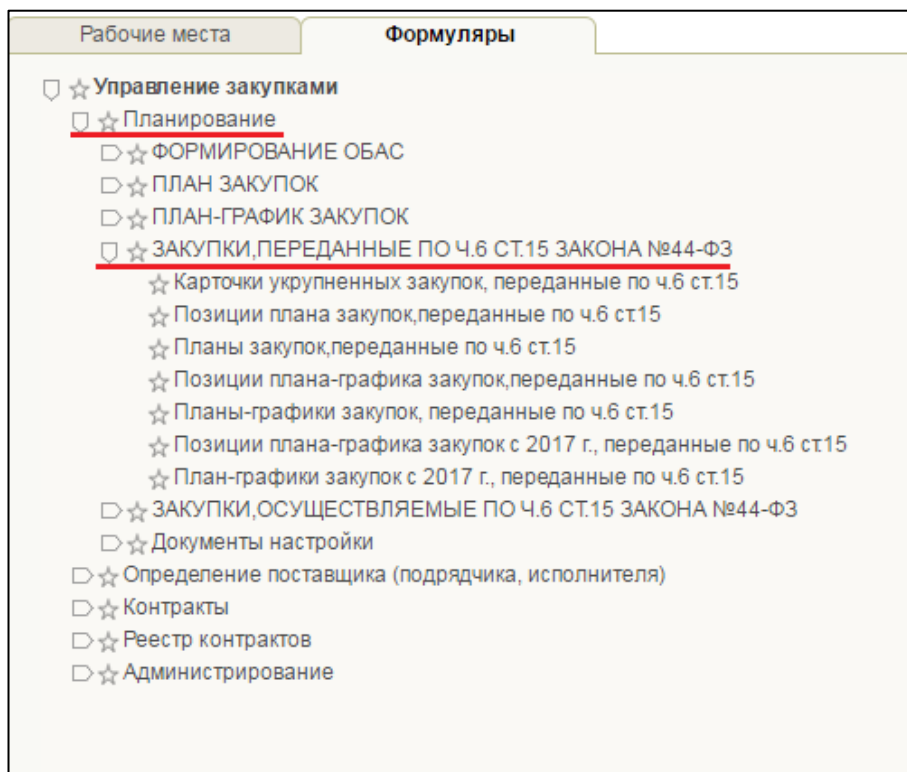 Рабочие места
Формуляры
Управление закупками
Планирование
ФОРМИРОВАНИЕ ОБАС
ПЛАН ЗАКУПОК
ПЛАН-ГРАФИК ЗАКУПОК
ЗАКУПКИ,ПЕРЕДАННЫЕ ПО Ч.6 СТ.15 ЗАКОНА №44-ФЗ
Карточки укрупненных закупок, переданные по ч.6 ст.15
Позиции плана закупок,переданные по ч.6 ст.15
Планы закупок,переданные по ч.6 ст.15
Позиции плана-графика закупок,переданные по ч.6 ст.15
Планы-графики закупок, переданные по ч.6 ст.15
Позиции плана-графика закупок с 2017 г., переданные по ч.6 ст.15
План-графики закупок с 2017 г., переданные по ч.6 ст.15
ЗАКУПКИ,ОСУЩЕСТВЛЯЕМЫЕ ПО Ч.6 СТ.15 ЗАКОНА №44-ФЗ
Документы настройки
Определение поставщика (подрядчика, исполнителя)
Контракты
Реестр контрактов
Администрирование